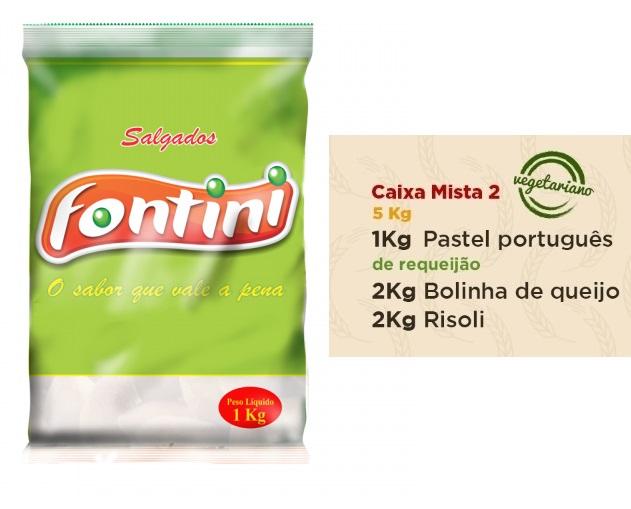 Salgados
fontini
O sabor que vale a pena
Peso Líquido
1 Kg
vegetariano
Caixa Mista 2
5 Kg
1Kg Pastel português
de requeijão
2Kg Bolinha de queijo
2Kg Risoli